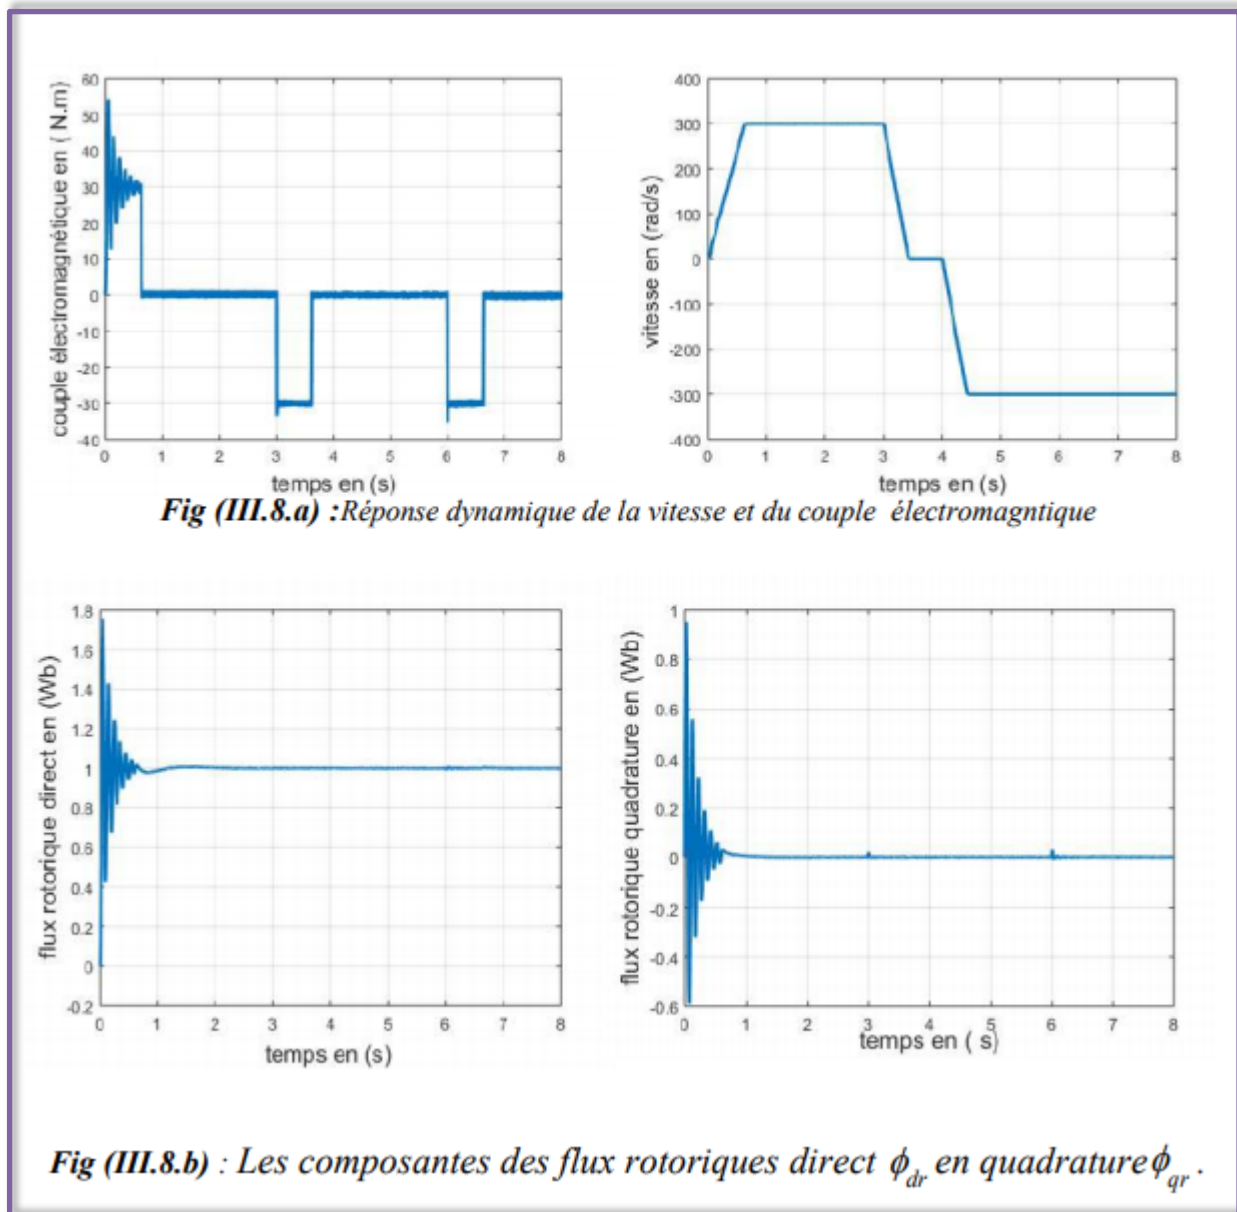 couple électromagnétique en ( N.m)
60
50
40
30
20
10
0
-10
-20
-30
-40
0 1 2 3 4 5 6 7 8
temps en (s)
vitesse en (rad/s)
400
300
200
100
0
-100
-200
-300
-400
0 1 2 3 4 5 6 7 8
temps en (s)
Fig (III.8.a) :Réponse dynamique de la vitesse et du couple électromagntique
flux rotorique direct en (Wb)
1.8
1.6
1.4
1.2
1
0.8
0.6
0.4
0.2
0
-0.2
0 1 2 3 4 5 6 7 8
temps en (s)
flux rotorique quadrature en (Wb)
1
0.8
0.6
0.4
0.2
0
-0.2
-0.4
-0.6
0 1 2 3 4 5 6 7 8
temps en ( s)
Fig (III.8.b) : Les composantes des flux rotoriques direct ϕdr en quadratureϕqr .